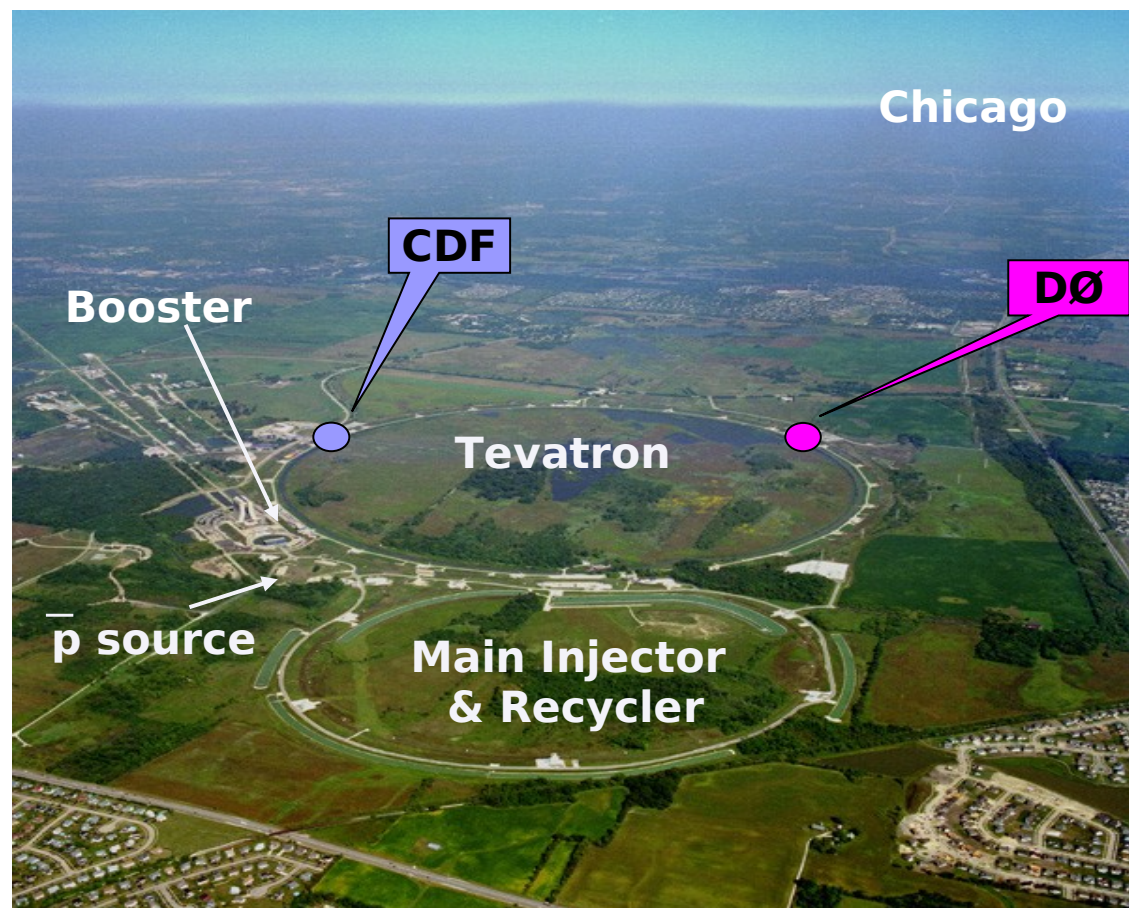 Chicago
CDF
DØ
Booster
Tevatron
p̅ source
Main Injector
& Recycler